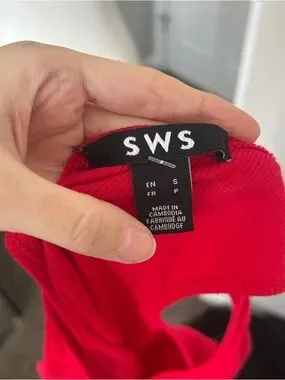 SWS
EN S
FR P
MADE IN
CAMBODIA
FABRIQUÉ AU
CAMBODGE